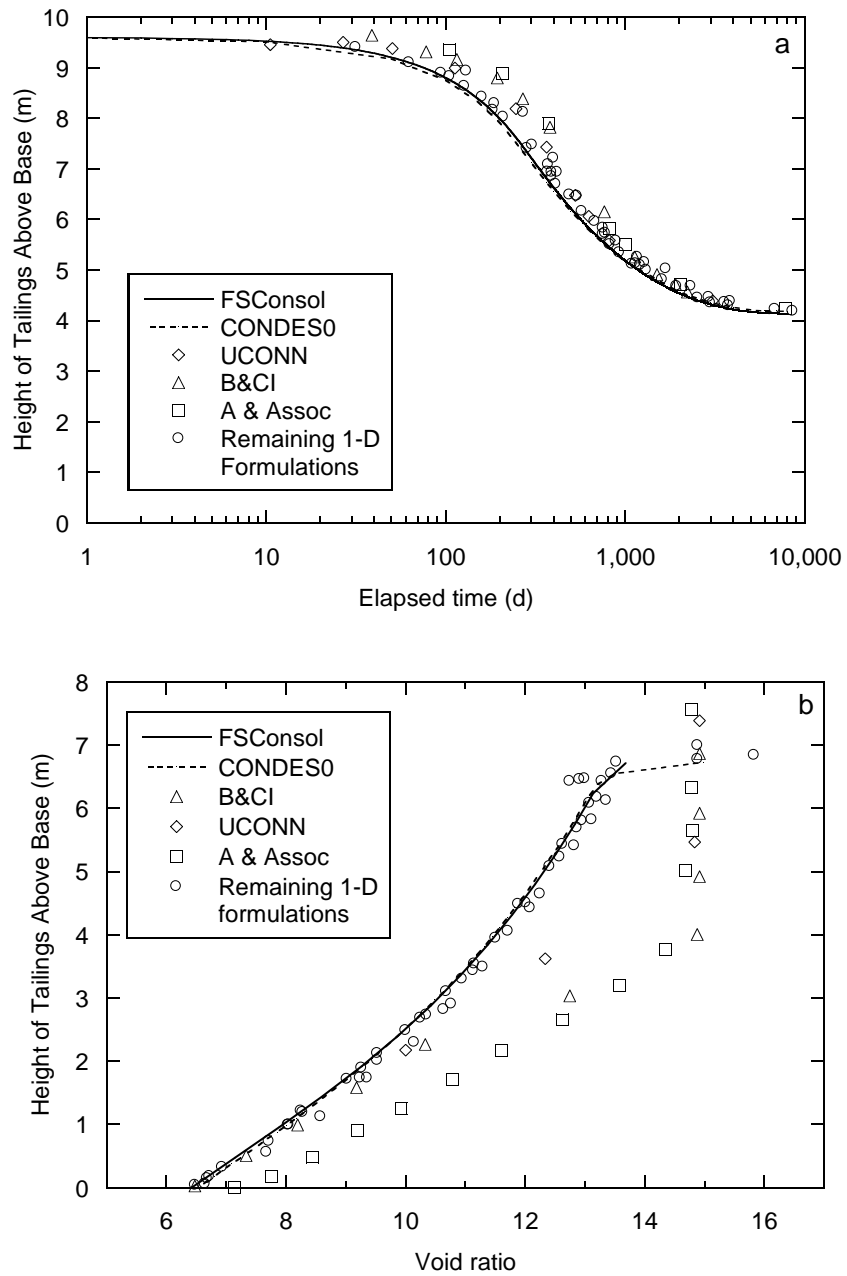 a
10
9
8
7
6
5
4
3
2
1
0
Height of Tailings Above Base (m)
FSConsol
CONDES0
UCONN
B&CI
A & Assoc
Remaining 1-D
Formulations
1
10
100
1,000
10,000
Elapsed time (d)
b
8
7
6
5
4
3
2
1
0
Height of Tailings Above Base (m)
FSConsol
CONDES0
B&CI
UCONN
A & Assoc
Remaining 1-D
formulations
6
8
10
12
14
16
Void ratio